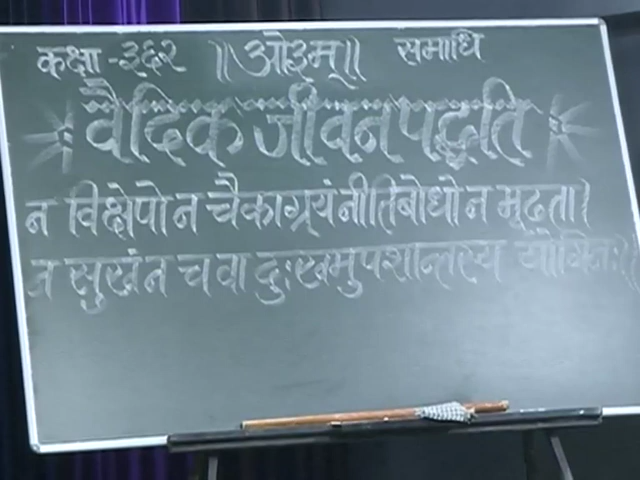 कक्षा -३६२ ॥ओ३म्॥ समाधि
वैदिक जीवन पद्धति
न विक्षेपो न चैकाग्र्यं नीतिबोधो न मूढता।
न सुखं न च वा दुःखमुपशान्तस्य योगिनः॥